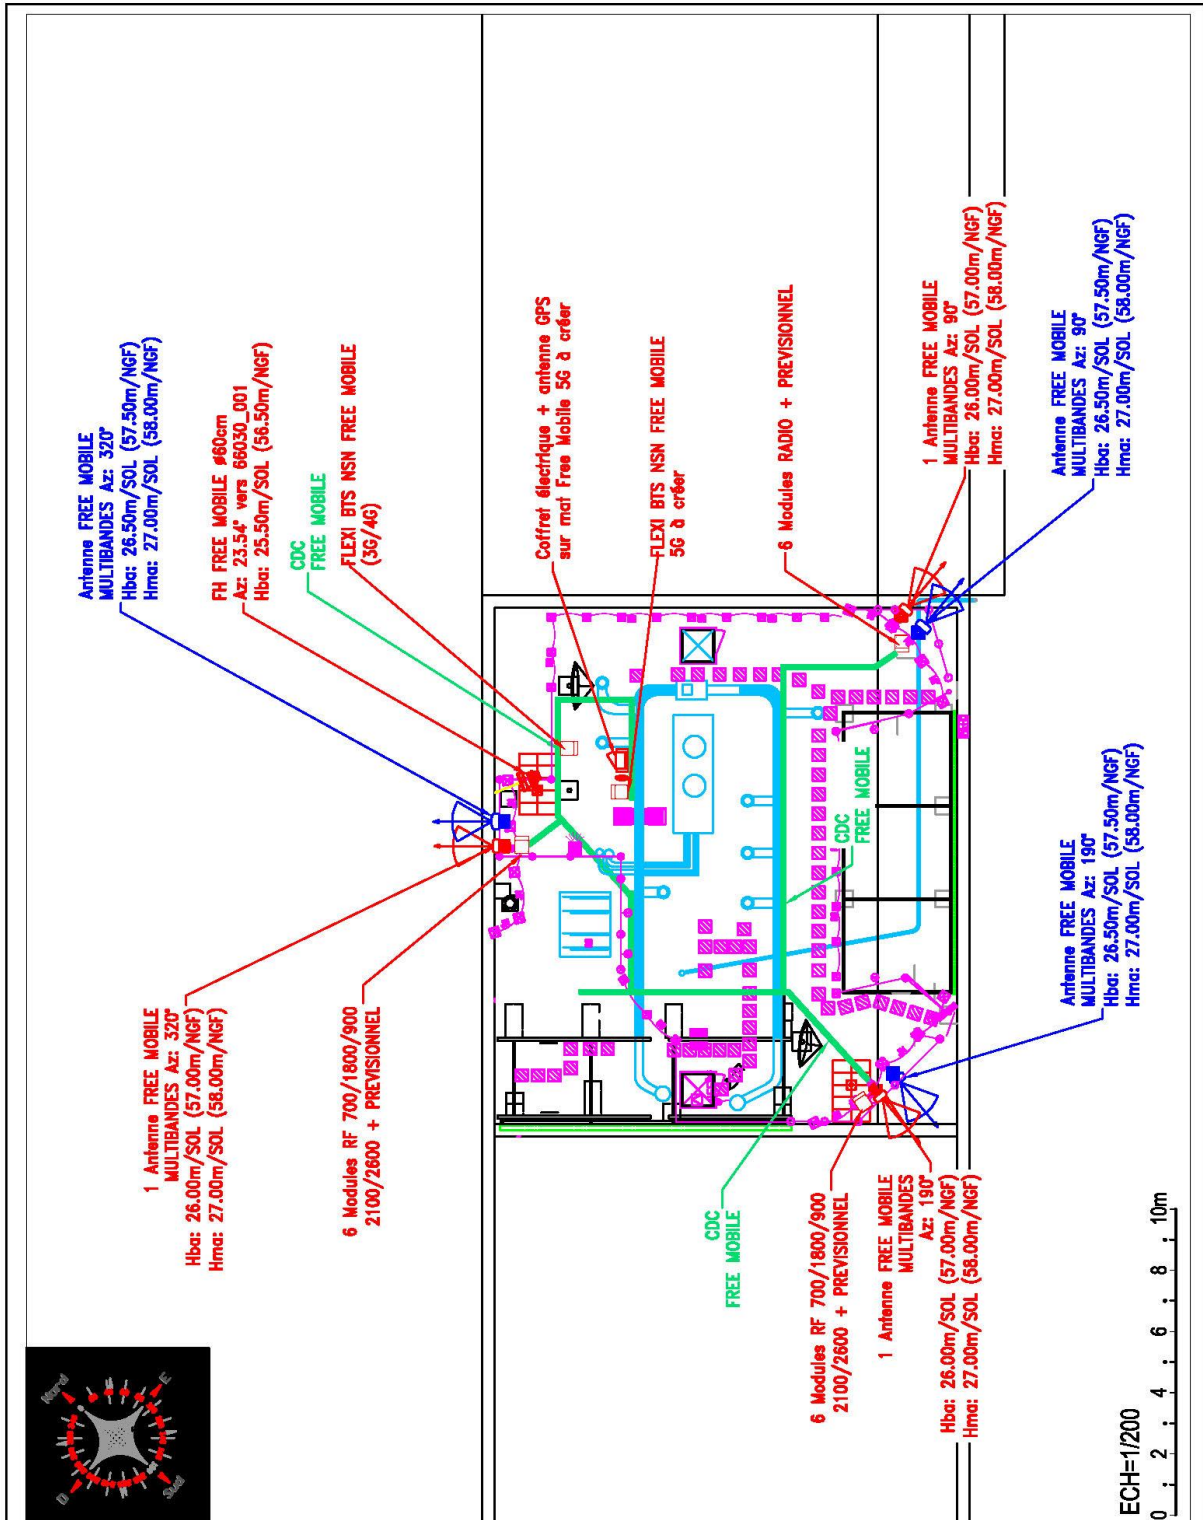 Antenne FREE MOBILE
MULTIBANDES Az: 320°
Hba: 26.50m/SOL (57.50m/NGF)
Hma: 27.00m/SOL (58.00m/NGF)
FH FREE MOBILE ø60cm
Az: 23.54° vers 66030_001
Hba: 25.50m/SOL (56.50m/NGF)
CDC
FREE MOBILE
FLEXI BTS NSN FREE MOBILE
(3G/4G)
Coffret électrique + antenne GPS
sur mat Free Mobile 5G à créer
FLEXI BTS NSN FREE MOBILE
5G à créer
6 Modules RADIO + PREVISIONNEL
1 Antenne FREE MOBILE
MULTIBANDES Az: 90°
Hba: 26.00m/SOL (57.00m/NGF)
Hma: 27.00m/SOL (58.00m/NGF)
Antenne FREE MOBILE
MULTIBANDES Az: 90°
Hba: 26.50m/SOL (57.50m/NGF)
Hma: 27.00m/SOL (58.00m/NGF)
CDC
FREE MOBILE
Antenne FREE MOBILE
MULTIBANDES Az: 190°
Hba: 26.50m/SOL (57.50m/NGF)
Hma: 27.00m/SOL (58.00m/NGF)
1 Antenne FREE MOBILE
MULTIBANDES Az: 320°
Hba: 26.00m/SOL (57.00m/NGF)
Hma: 27.00m/SOL (58.00m/NGF)
6 Modules RF 700/1800/900
2100/2600 + PREVISIONNEL
CDC
FREE MOBILE
6 Modules RF 700/1800/900
2100/2600 + PREVISIONNEL
1 Antenne FREE MOBILE
MULTIBANDES
Az: 190°
Hba: 26.00m/SOL (57.00m/NGF)
Hma: 27.00m/SOL (58.00m/NGF)
Nord
E
Sud
O
ECH=1/200
0 2 4 6 8 10m